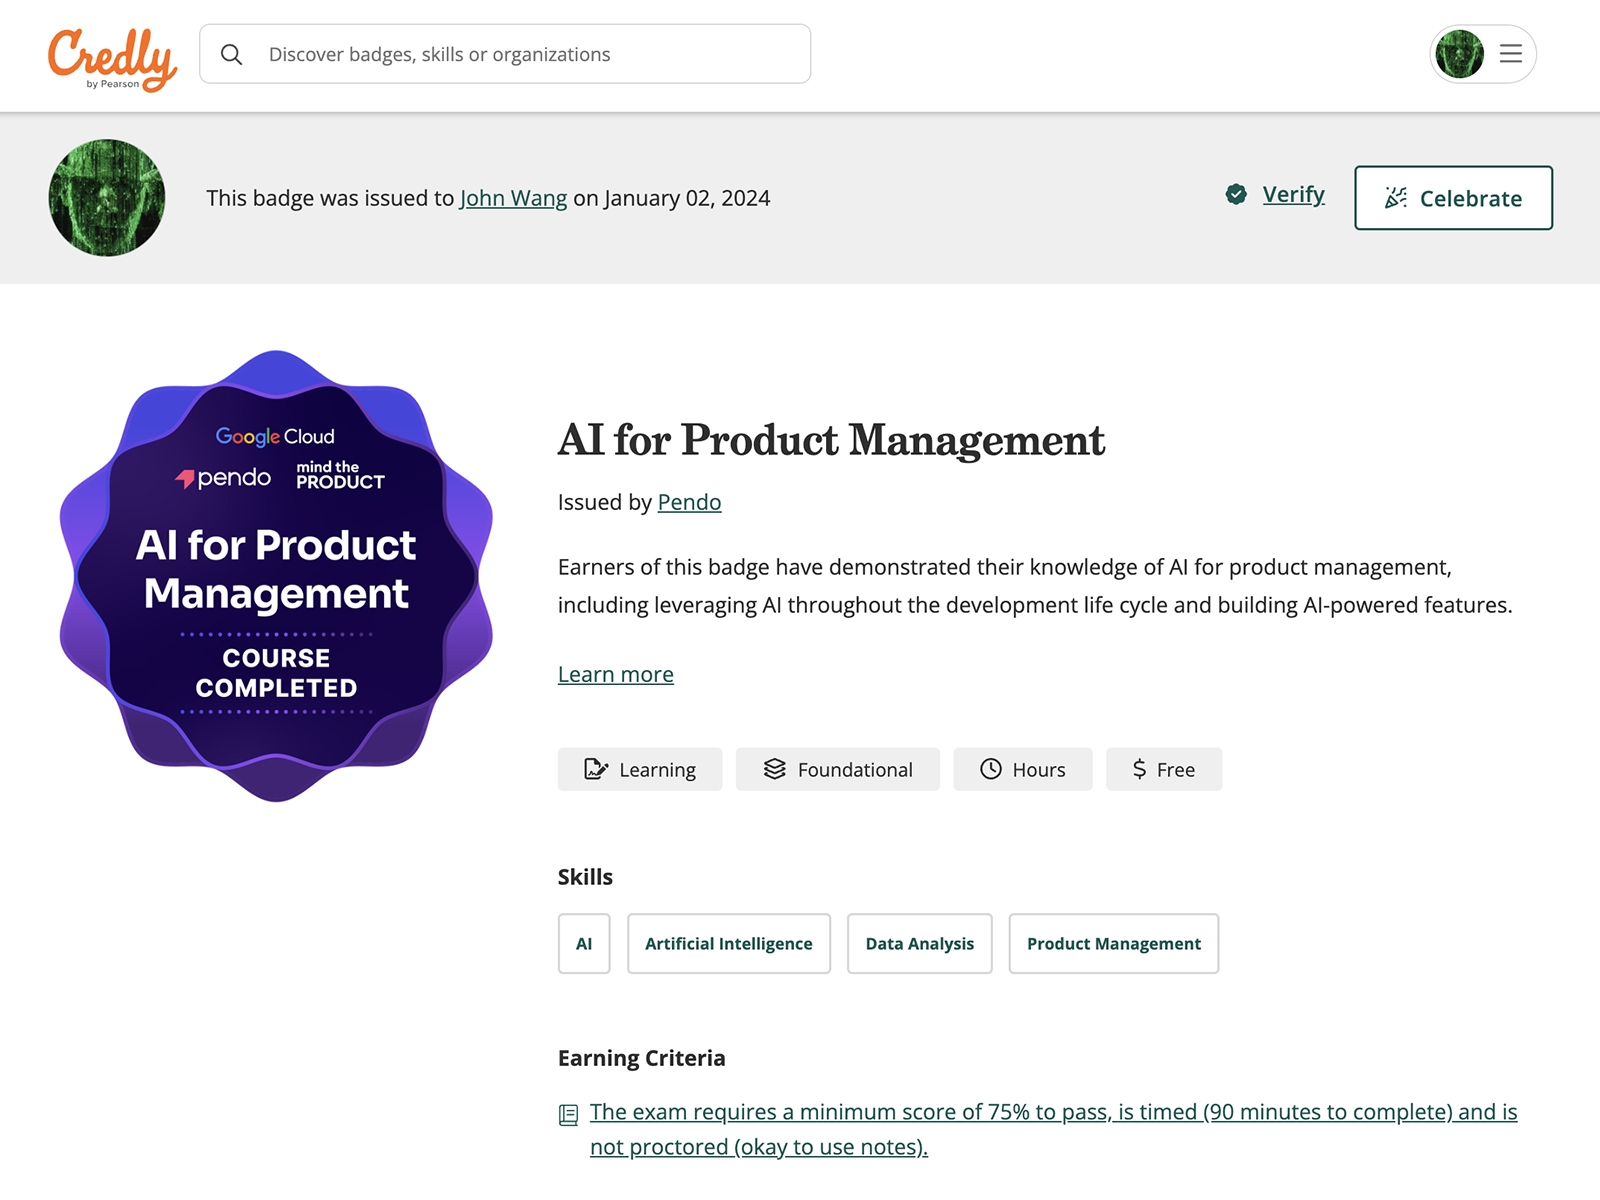 Credly
by Pearson
Discover badges, skills or organizations
This badge was issued to John Wang on January 02, 2024
Verify
Celebrate
Google Cloud
pendo
mind the
PRODUCT
AI for Product
Management
COURSE
COMPLETED
AI for Product Management
Issued by Pendo
Earners of this badge have demonstrated their knowledge of AI for product management,
including leveraging AI throughout the development life cycle and building AI-powered features.
Learn more
Learning
Foundational
Hours
$ Free
Skills
AI
Artificial Intelligence
Data Analysis
Product Management
Earning Criteria
The exam requires a minimum score of 75% to pass, is timed (90 minutes to complete) and is
not proctored (okay to use notes).